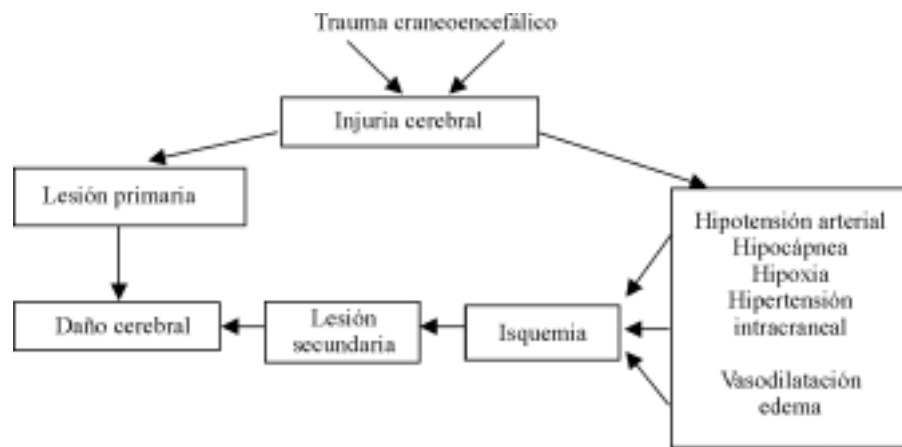 Trauma craneoencefálico
Injuria cerebral
Lesión primaria
Hipotensión arterial
Hipocápnea
Hipoxia
Hipertensión
intracraneal
Vasodilatación
edema
Daño cerebral
Lesión
secundaria
Isquemia